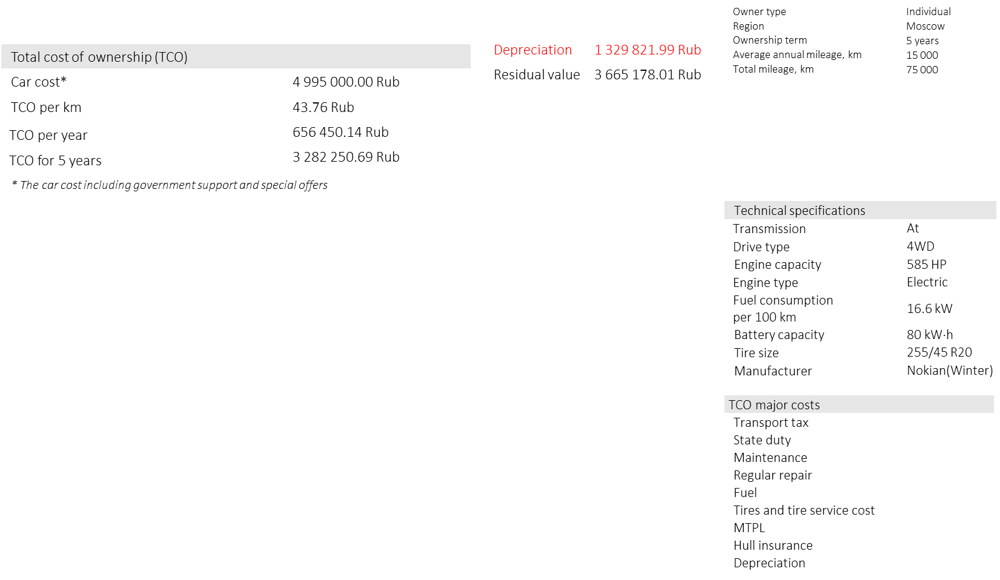 Owner type Individual
Region Moscow
Ownership term 5 years
Average annual mileage, km 15 000
Total mileage, km 75 000
Depreciation 1 329 821.99 Rub
Residual value 3 665 178.01 Rub
Total cost of ownership (TCO)
Car cost* 4 995 000.00 Rub
TCO per km 43.76 Rub
TCO per year 656 450.14 Rub
TCO for 5 years 3 282 250.69 Rub
* The car cost including government support and special offers
Technical specifications
Transmission At
Drive type 4WD
Engine capacity 585 HP
Engine type Electric
Fuel consumption
per 100 km 16.6 kW
Battery capacity 80 kW·h
Tire size 255/45 R20
Manufacturer Nokian(Winter)
TCO major costs
Transport tax
State duty
Maintenance
Regular repair
Fuel
Tires and tire service cost
MTPL
Hull insurance
Depreciation